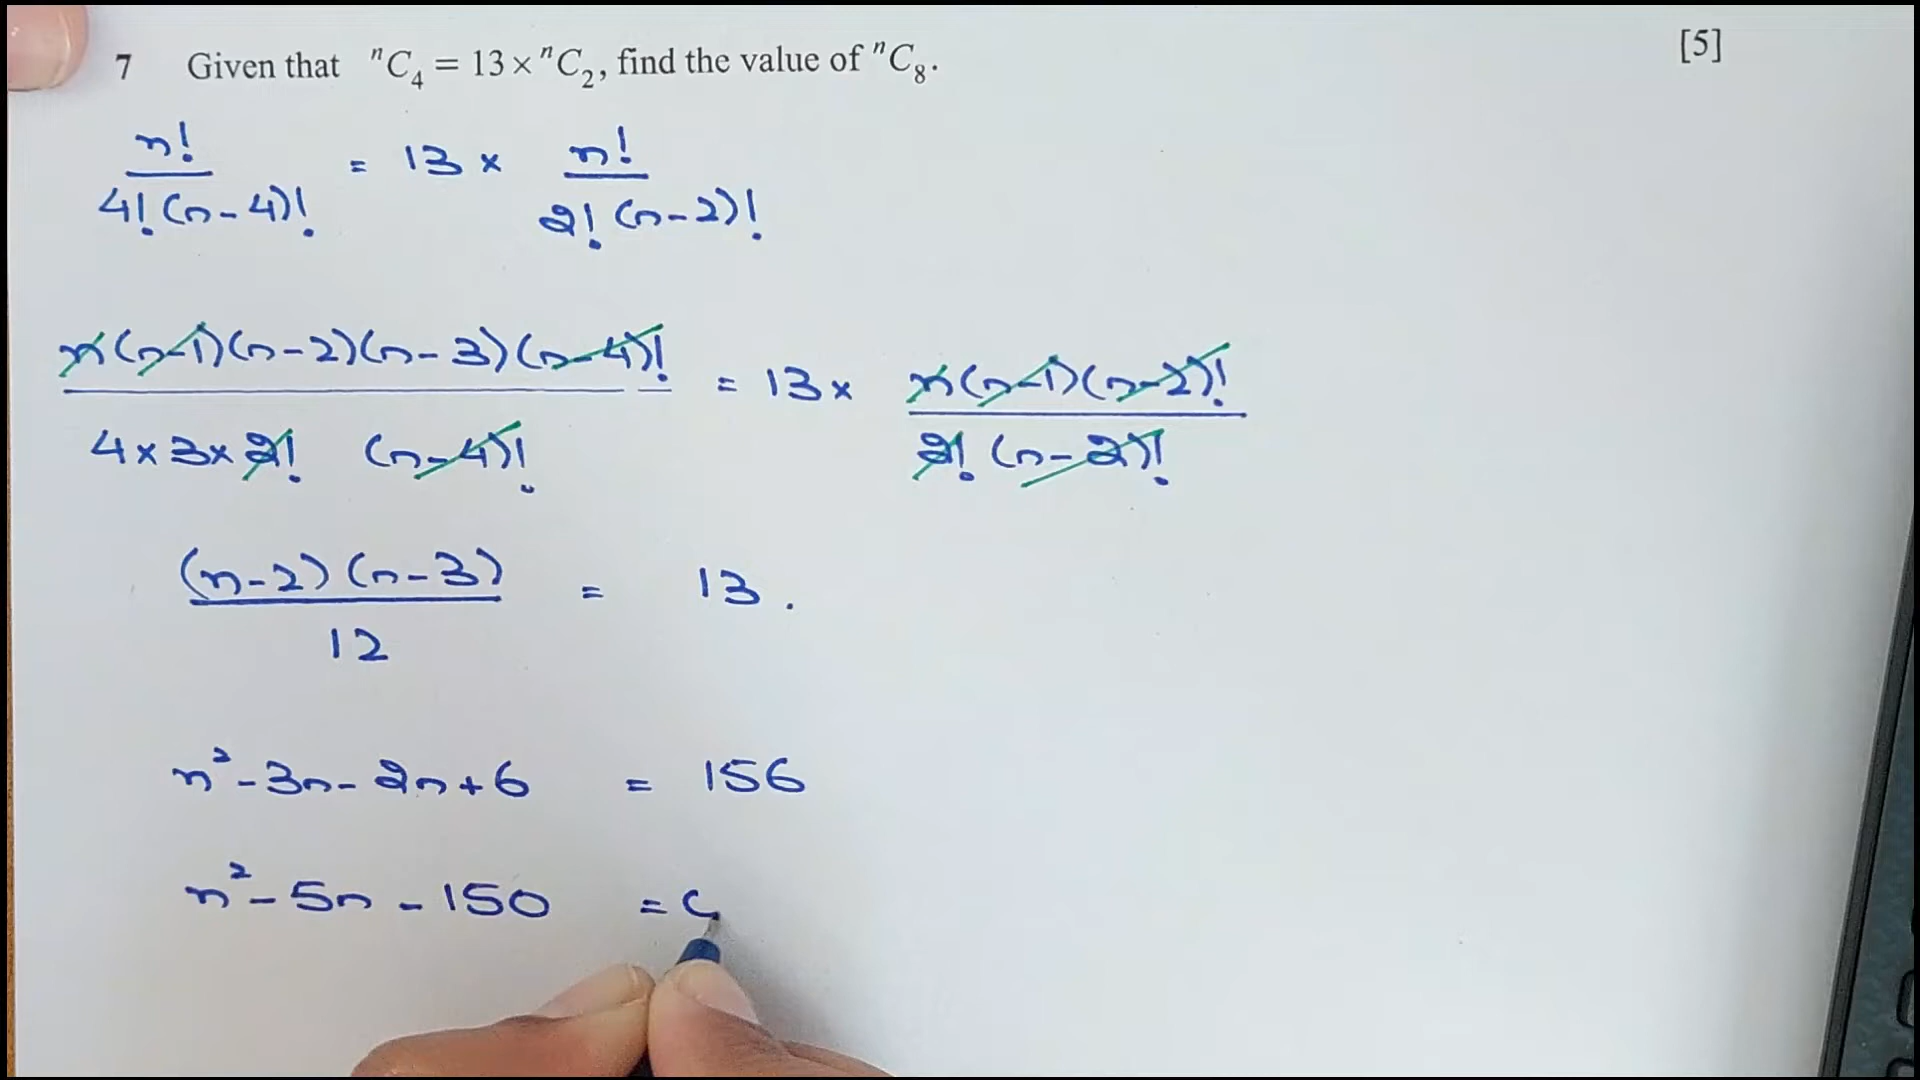 7 Given that ⁿC₄ = 13 × ⁿC₂, find the value of ⁿC₈. [5]
n! / 4!(n-4)! = 13 × n! / 2!(n-2)!
n(n-1)(n-2)(n-3)(n-4)! / 4×3×2! (n-4)! = 13 × n(n-1)(n-2)! / 2!(n-2)!
(n-2)(n-3) / 12 = 13.
n² - 3n - 2n + 6 = 156
n² - 5n - 150 =